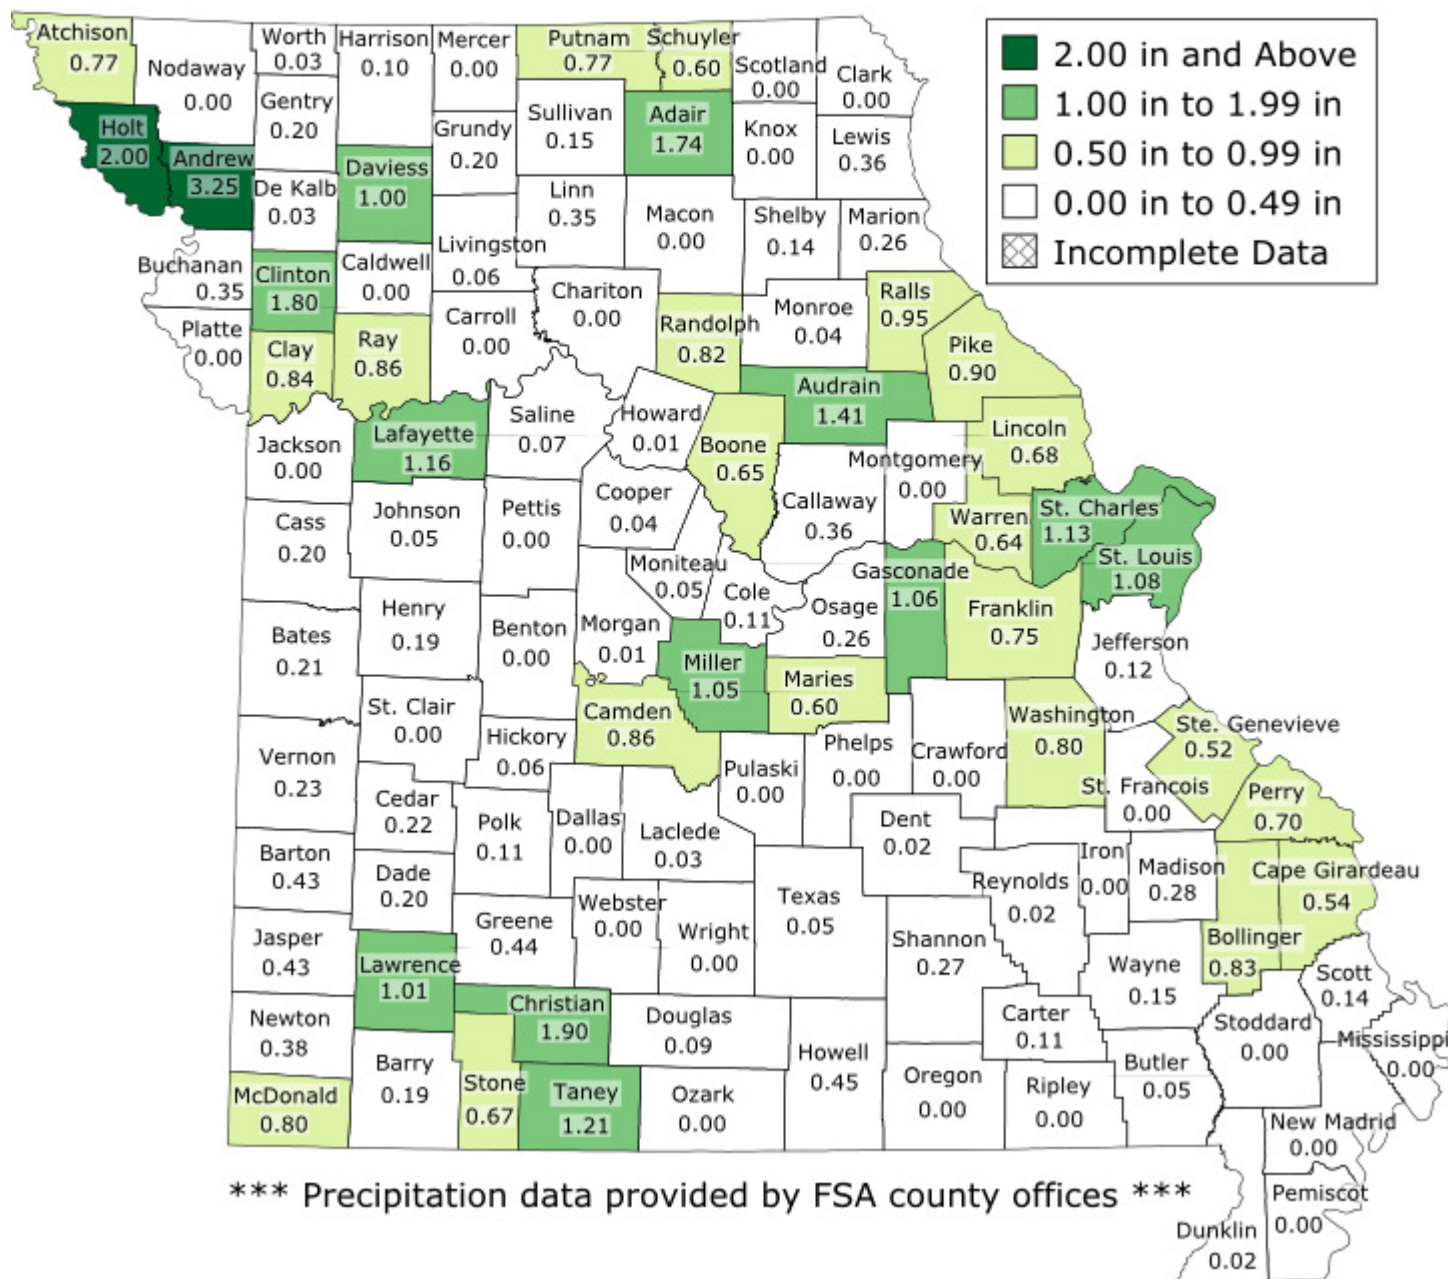 Atchison
0.77
Nodaway
0.00
Worth
0.03
Harrison
0.10
Mercer
0.00
Putnam
0.77
Schuyler
0.60
Scotland
0.00
Clark
0.00
2.00 in and Above
1.00 in to 1.99 in
0.50 in to 0.99 in
0.00 in to 0.49 in
Incomplete Data
Holt
2.00
Andrew
3.25
Gentry
0.20
De Kalb
0.03
Daviess
1.00
Grundy
0.20
Sullivan
0.15
Adair
1.74
Knox
0.00
Lewis
0.36
Linn
0.35
Macon
0.00
Shelby
0.14
Marion
0.26
Buchanan
0.35
Clinton
1.80
Caldwell
0.00
Livingston
0.06
Chariton
0.00
Randolph
0.82
Monroe
0.04
Ralls
0.95
Pike
0.90
Platte
0.00
Clay
0.84
Ray
0.86
Carroll
0.00
Audrain
1.41
Jackson
0.00
Lafayette
1.16
Saline
0.07
Howard
0.01
Boone
0.65
Montgomery
0.00
Lincoln
0.68
Cass
0.20
Johnson
0.05
Pettis
0.00
Cooper
0.04
Callaway
0.36
Warren
0.64
St. Charles
1.13
St. Louis
1.08
Moniteau
0.05
Cole
0.11
Osage
0.26
Gasconade
1.06
Franklin
0.75
Jefferson
0.12
Bates
0.21
Henry
0.19
Benton
0.00
Morgan
0.01
Miller
1.05
Maries
0.60
St. Clair
0.00
Camden
0.86
Washington
0.80
Ste. Genevieve
0.52
Vernon
0.23
Hickory
0.06
Pulaski
0.00
Phelps
0.00
Crawford
0.00
St. Francois
0.00
Perry
0.70
Cedar
0.22
Polk
0.11
Dallas
0.00
Laclede
0.03
Dent
0.02
Barton
0.43
Dade
0.20
Texas
0.05
Reynolds
0.02
Iron
0.00
Madison
0.28
Cape Girardeau
0.54
Bollinger
0.83
Jasper
0.43
Greene
0.44
Webster
0.00
Wright
0.00
Shannon
0.27
Wayne
0.15
Scott
0.14
Lawrence
1.01
Christian
1.90
Douglas
0.09
Carter
0.11
Stoddard
0.00
Mississippi
0.00
Newton
0.38
Barry
0.19
Stone
0.67
Taney
1.21
Ozark
0.00
Howell
0.45
Oregon
0.00
Ripley
0.00
Butler
0.05
McDonald
0.80
New Madrid
0.00
*** Precipitation data provided by FSA county offices ***
Pemiscot
0.00
Dunklin
0.02